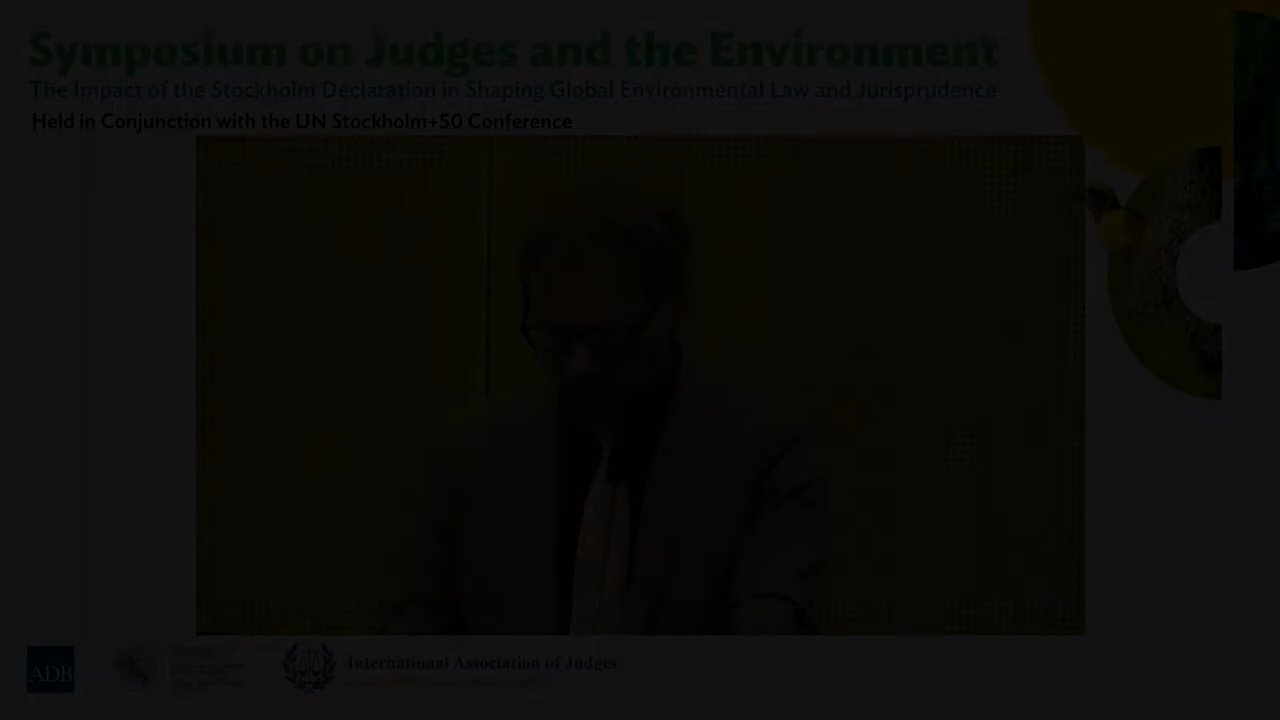 Symposium on Judges and the Environment
The Impact of the Stockholm Declaration in Shaping Global Environmental Law and Jurisprudence
Held in Conjunction with the UN Stockholm+50 Conference
ADB
International Association of Judges